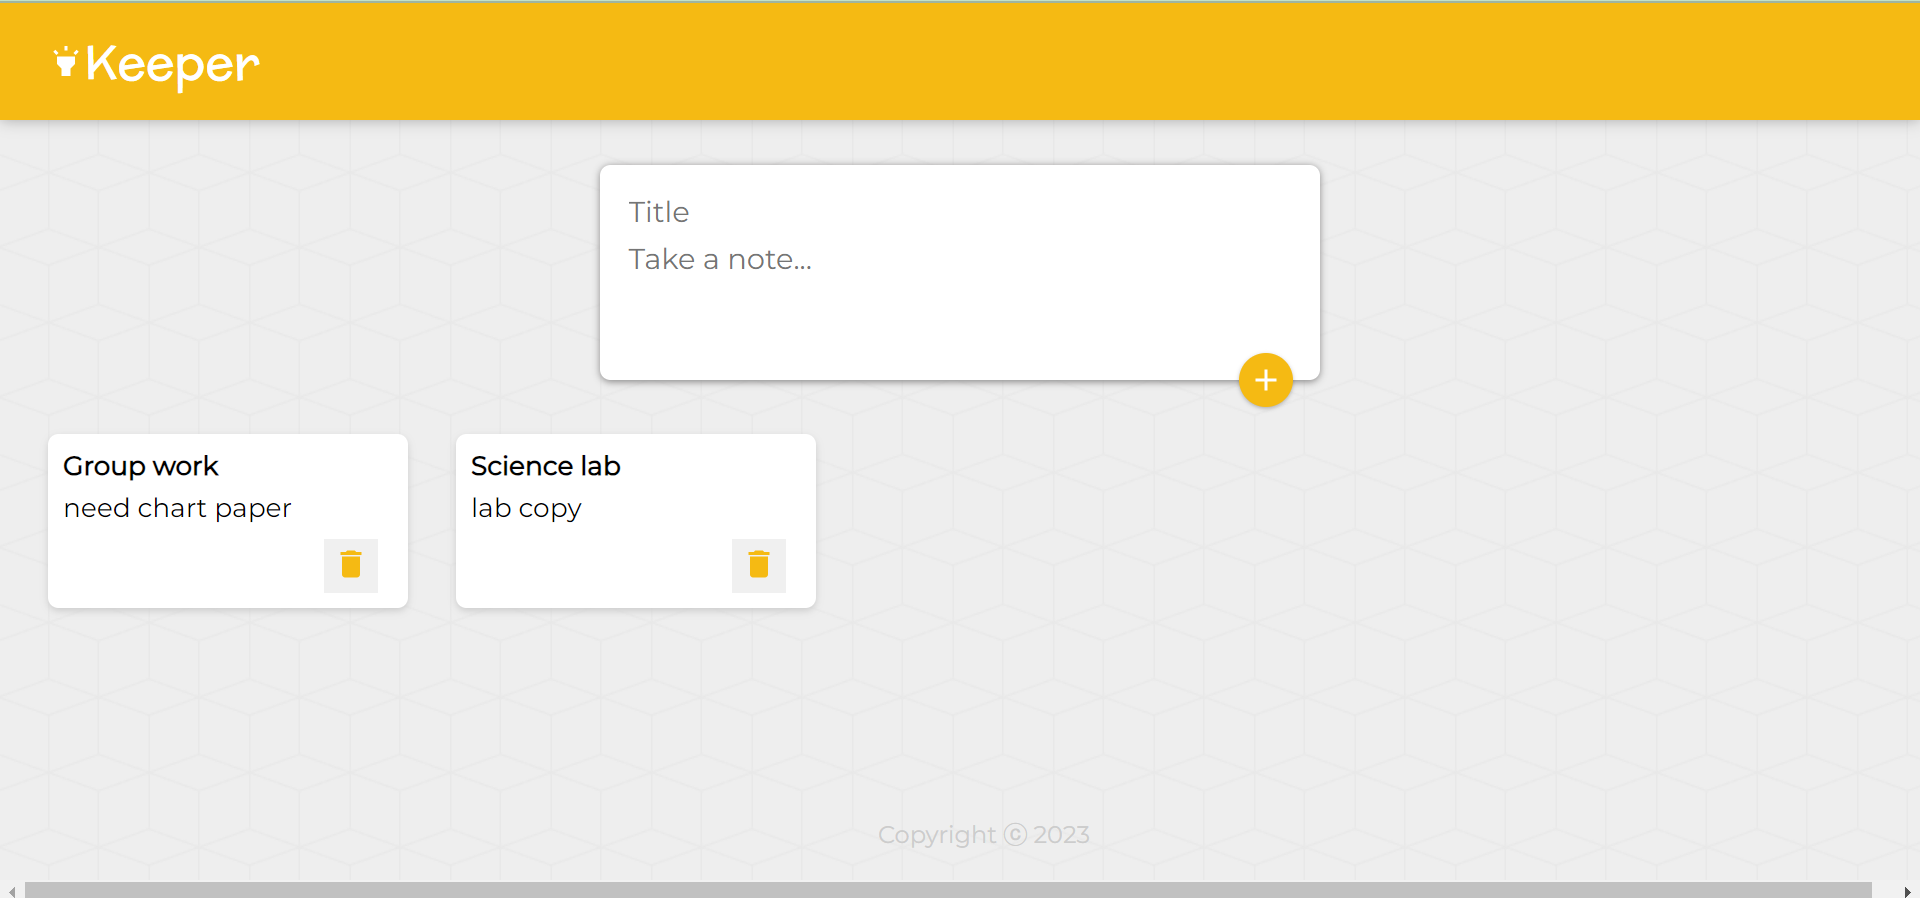 Keeper
Title
Take a note...
Group work
need chart paper
Science lab
lab copy
Copyright ⓒ 2023